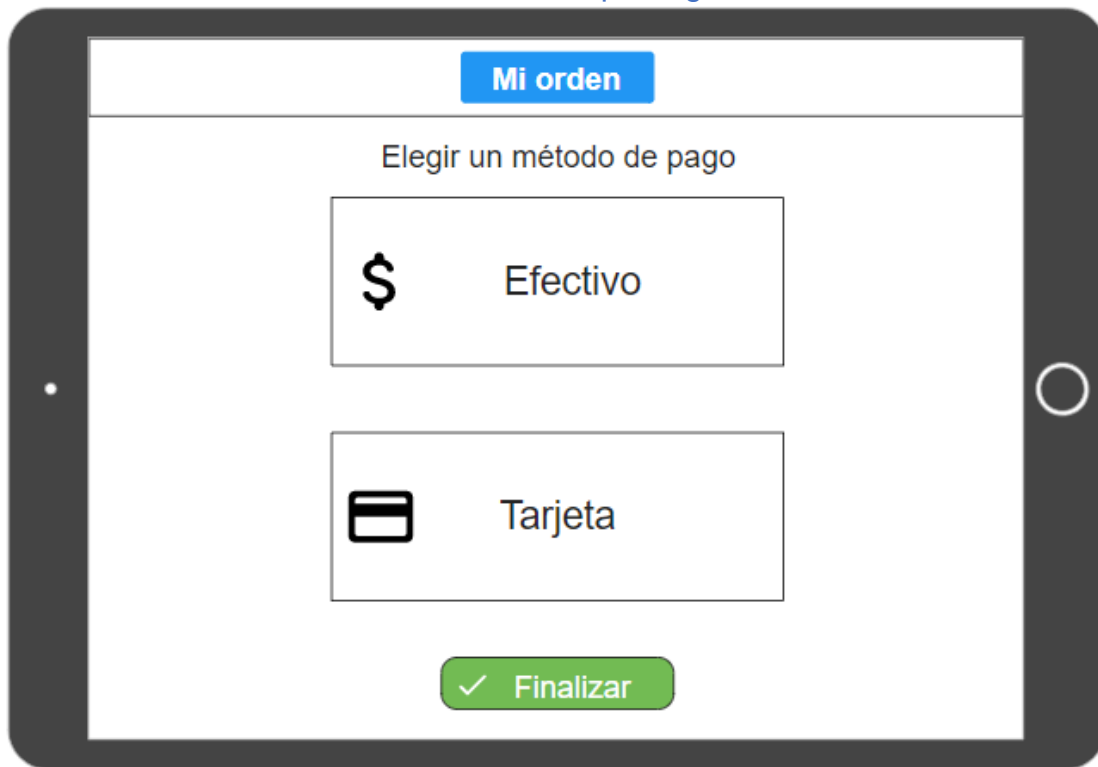 Mi orden
Elegir un método de pago
$ Efectivo
Tarjeta
Finalizar